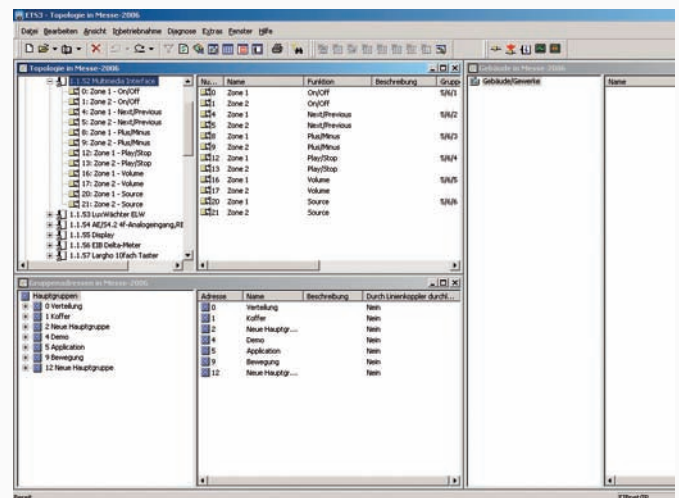 ETS3 - Topologie in Messe-2006
Datei Bearbeiten Ansicht Inbetriebnahme Diagnose Extras Fenster Hilfe
Topologie in Messe-2006
1.1.52 Multimedia Interface
0: Zone 1 - On/Off
1: Zone 2 - On/Off
4: Zone 1 - Next/Previous
5: Zone 2 - Next/Previous
8: Zone 1 - Plus/Minus
9: Zone 2 - Plus/Minus
12: Zone 1 - Play/Stop
13: Zone 2 - Play/Stop
16: Zone 1 - Volume
17: Zone 2 - Volume
20: Zone 1 - Source
21: Zone 2 - Source
1.1.53 LuxWächter ELW
1.1.54 AE/S4.2 4f-Analogeingang,RE
1.1.55 Display
1.1.56 EIB Delta-Meter
1.1.57 Largho 10fach Taster
Nu... Name Funktion Beschreibung Grupp
0 Zone 1 On/Off 5/6/1
1 Zone 2 On/Off
4 Zone 1 Next/Previous 5/6/2
5 Zone 2 Next/Previous
8 Zone 1 Plus/Minus 5/6/3
9 Zone 2 Plus/Minus
12 Zone 1 Play/Stop 5/6/4
13 Zone 2 Play/Stop
16 Zone 1 Volume 5/6/5
17 Zone 2 Volume
20 Zone 1 Source 5/6/6
21 Zone 2 Source
Gebäude in Messe-2006
Gebäude/Gewerke
Name
Gruppenadressen in Messe-2006
Hauptgruppen
0 Verteilung
1 Koffer
2 Neue Hauptgruppe
4 Demo
5 Application
9 Bewegung
12 Neue Hauptgruppe
Adresse Name Beschreibung Durch Linienkoppler durchl...
0 Verteilung Nein
1 Koffer Nein
2 Neue Hauptgr... Nein
4 Demo Nein
5 Application Nein
9 Bewegung Nein
12 Neue Hauptgr... Nein